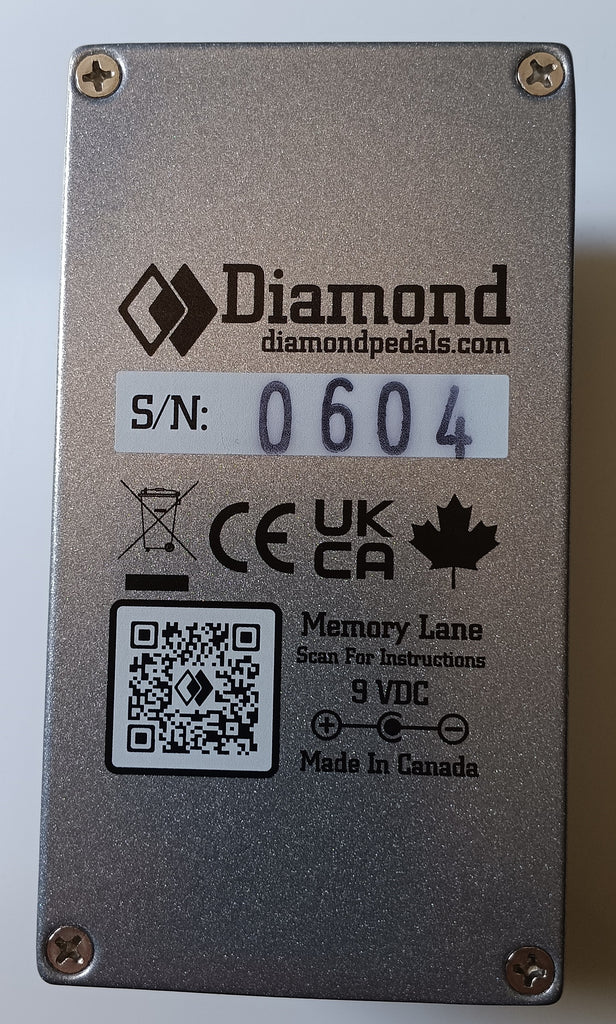 Diamond
diamondpedals.com
S/N: 0604
CE UK CA
Memory Lane
Scan For Instructions
9 VDC
+ −
Made In Canada